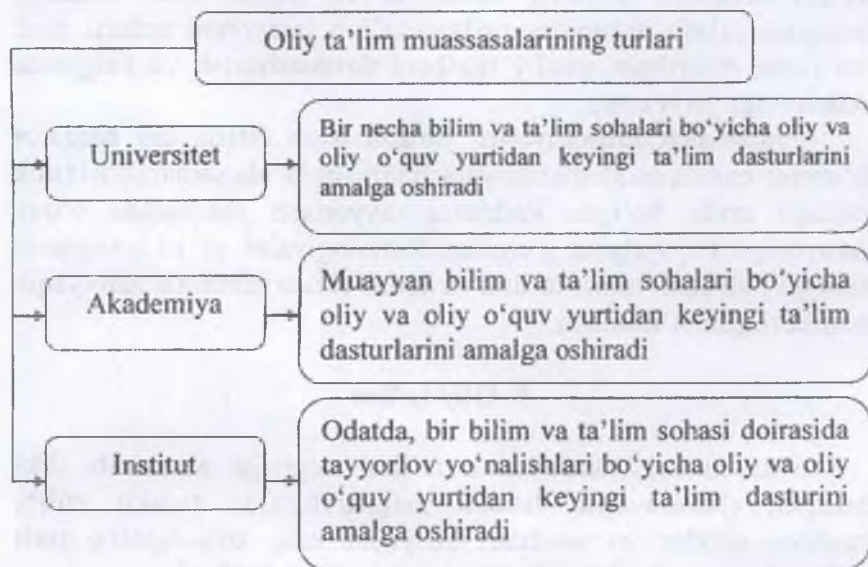 Oliy ta’lim muassasalarining turlari
Universitet
Bir necha bilim va ta’lim sohalari bo‘yicha oliy va
oliy o‘quv yurtidan keyingi ta’lim dasturlarini
amalga oshiradi
Akademiya
Muayyan bilim va ta’lim sohalari bo‘yicha
oliy va oliy o‘quv yurtidan keyingi ta’lim
dasturlarini amalga oshiradi
Institut
Odatda, bir bilim va ta’lim sohasi doirasida
tayyorlov yo‘nalishlari bo‘yicha oliy va oliy
o‘quv yurtidan keyingi ta’lim dasturini
amalga oshiradi